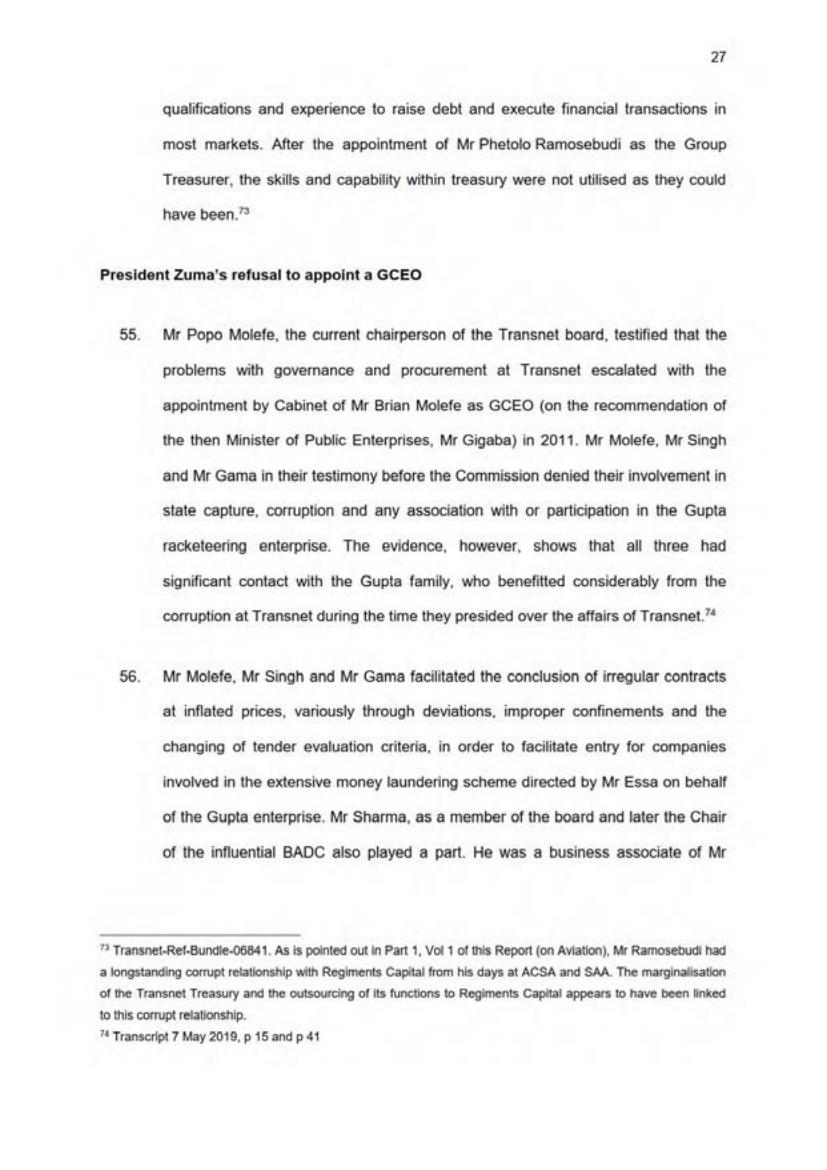 27
qualifications and experience to raise debt and execute financial transactions in
most markets. After the appointment of Mr Phetolo Ramosebudi as the Group
Treasurer, the skills and capability within treasury were not utilised as they could
have been.73
President Zuma's refusal to appoint a GCEO
55. Mr Popo Molefe, the current chairperson of the Transnet board, testified that the
problems with governance and procurement at Transnet escalated with the
appointment by Cabinet of Mr Brian Molefe as GCEO (on the recommendation of
the then Minister of Public Enterprises, Mr Gigaba) in 2011. Mr Molefe, Mr Singh
and Mr Gama in their testimony before the Commission denied their involvement in
state capture, corruption and any association with or participation in the Gupta
racketeering enterprise. The evidence, however, shows that all three had
significant contact with the Gupta family, who benefitted considerably from the
corruption at Transnet during the time they presided over the affairs of Transnet.74
56. Mr Molefe, Mr Singh and Mr Gama facilitated the conclusion of irregular contracts
at inflated prices, variously through deviations, improper confinements and the
changing of tender evaluation criteria, in order to facilitate entry for companies
involved in the extensive money laundering scheme directed by Mr Essa on behalf
of the Gupta enterprise. Mr Sharma, as a member of the board and later the Chair
of the influential BADC also played a part. He was a business associate of Mr
73 Transnet-Ref-Bundle-06841. As is pointed out in Part 1, Vol 1 of this Report (on Aviation), Mr Ramosebudi had
a longstanding corrupt relationship with Regiments Capital from his days at ACSA and SAA. The marginalisation
of the Transnet Treasury and the outsourcing of its functions to Regiments Capital appears to have been linked
to this corrupt relationship.
74 Transcript 7 May 2019, p 15 and p 41